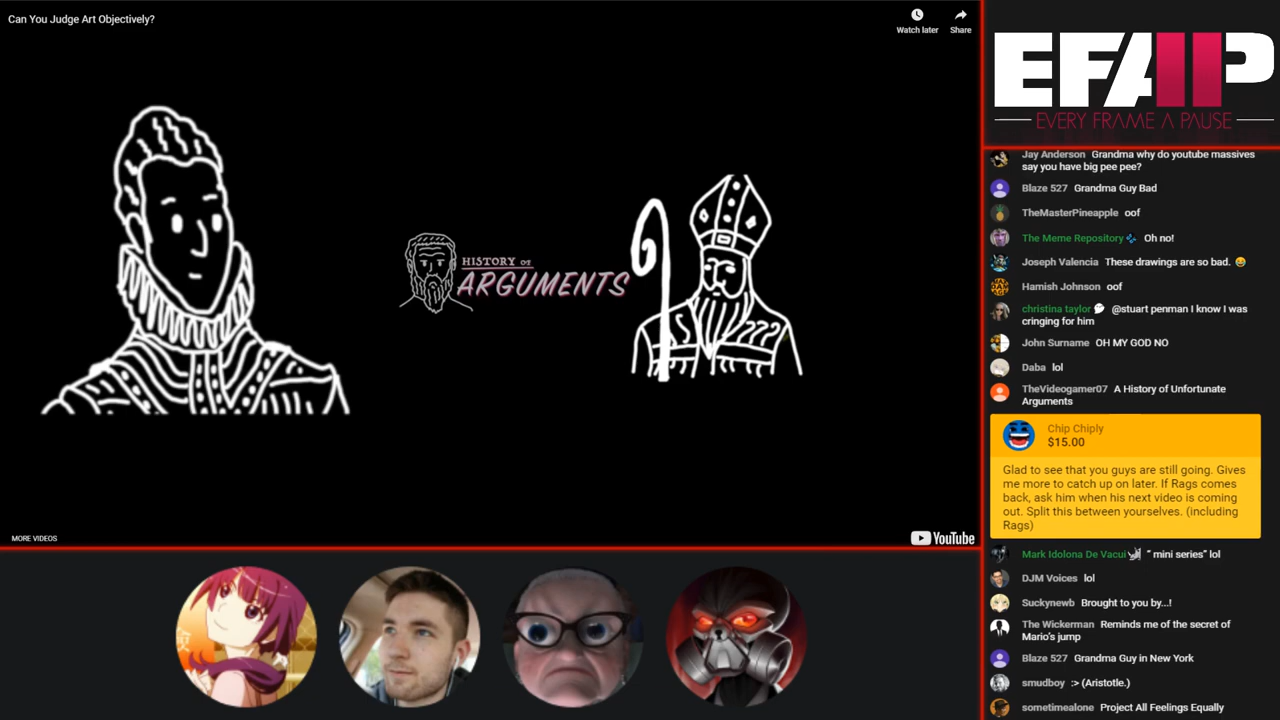 Can You Judge Art Objectively?
Watch later
Share
HISTORY OF
ARGUMENTS
MORE VIDEOS
YouTube
EFAP
EVERY FRAME A PAUSE
Jay Anderson Grandma why do youtube massives
say you have big pee pee?
Blaze 527 Grandma Guy Bad
TheMasterPineapple oof
The Meme Repository Oh no!
Joseph Valencia These drawings are so bad. 😂
Hamish Johnson oof
christina taylor @stuart penman I know I was
cringing for him
John Surname OH MY GOD NO
Daba lol
TheVideogamer07 A History of Unfortunate
Arguments
Chip Chiply
$15.00
Glad to see that you guys are still going. Gives
me more to catch up on later. If Rags comes
back, ask him when his next video is coming
out. Split this between yourselves. (including
Rags)
Mark Idolona De Vacui " mini series" lol
DJM Voices lol
Suckynewb Brought to you by...!
The Wickerman Reminds me of the secret of
Mario's jump
Blaze 527 Grandma Guy in New York
smudboy :> (Aristotle.)
sometimealone Project All Feelings Equally